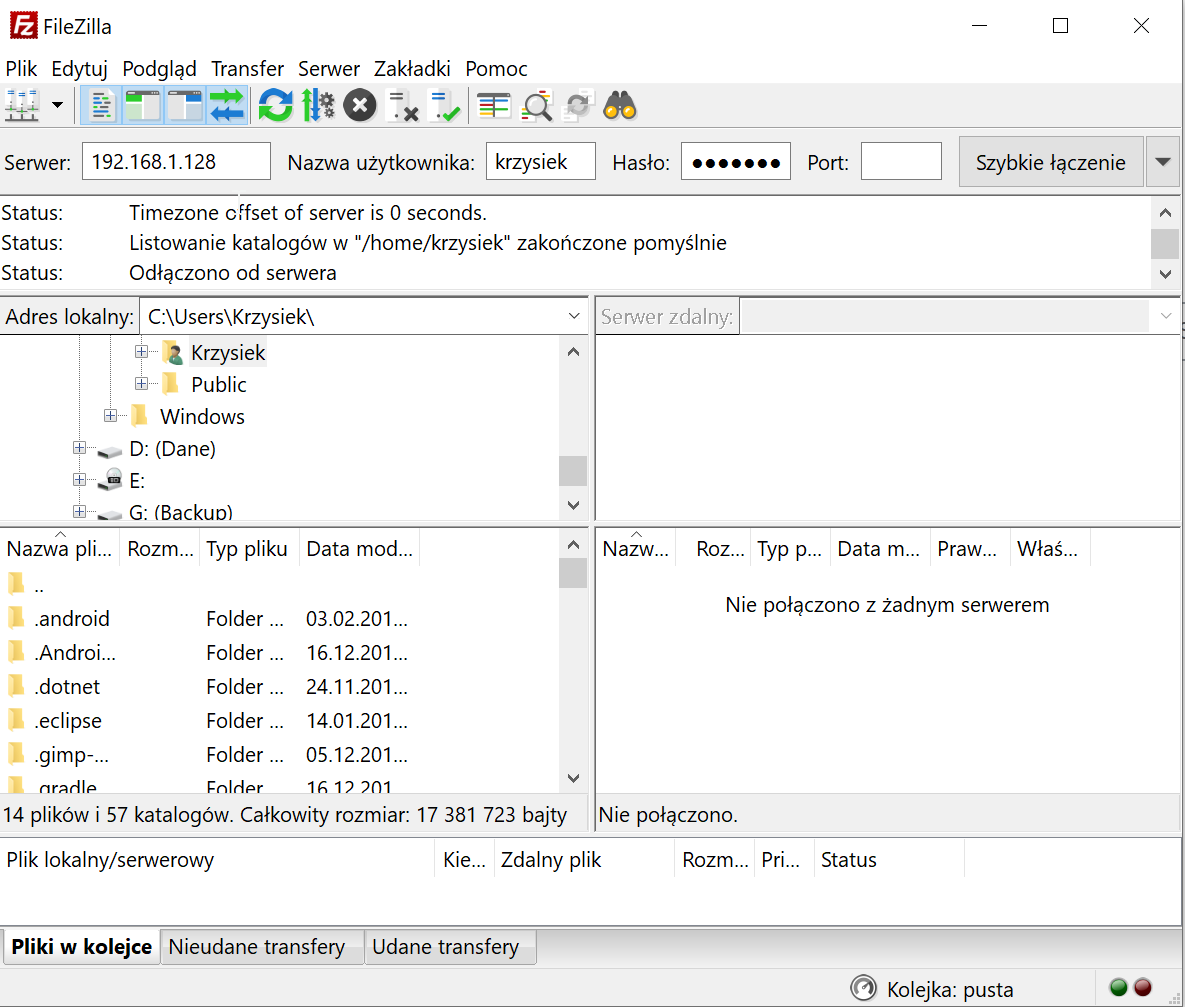 FileZilla
Plik Edytuj Podgląd Transfer Serwer Zakładki Pomoc
Serwer: 192.168.1.128 Nazwa użytkownika: krzysiek Hasło: ●●●●●●● Port: Szybkie łączenie
Status: Timezone offset of server is 0 seconds.
Status: Listowanie katalogów w "/home/krzysiek" zakończone pomyślnie
Status: Odłączono od serwera
Adres lokalny: C:\Users\Krzysiek\
Serwer zdalny:
Krzysiek
Public
Windows
D: (Dane)
E:
G: (Backup)
Nazwa pli... Rozm... Typ pliku Data mod...
..
.android Folder ... 03.02.201...
.Androi... Folder ... 16.12.201...
.dotnet Folder ... 24.11.201...
.eclipse Folder ... 14.01.201...
.gimp-... Folder ... 05.12.201...
.gradle Folder ... 16.12.201...
14 plików i 57 katalogów. Całkowity rozmiar: 17 381 723 bajty
Nazw... Roz... Typ p... Data m... Praw... Właś...
Nie połączono z żadnym serwerem
Nie połączono.
Plik lokalny/serwerowy Kie... Zdalny plik Rozm... Pri... Status
Pliki w kolejce Nieudane transfery Udane transfery
Kolejka: pusta